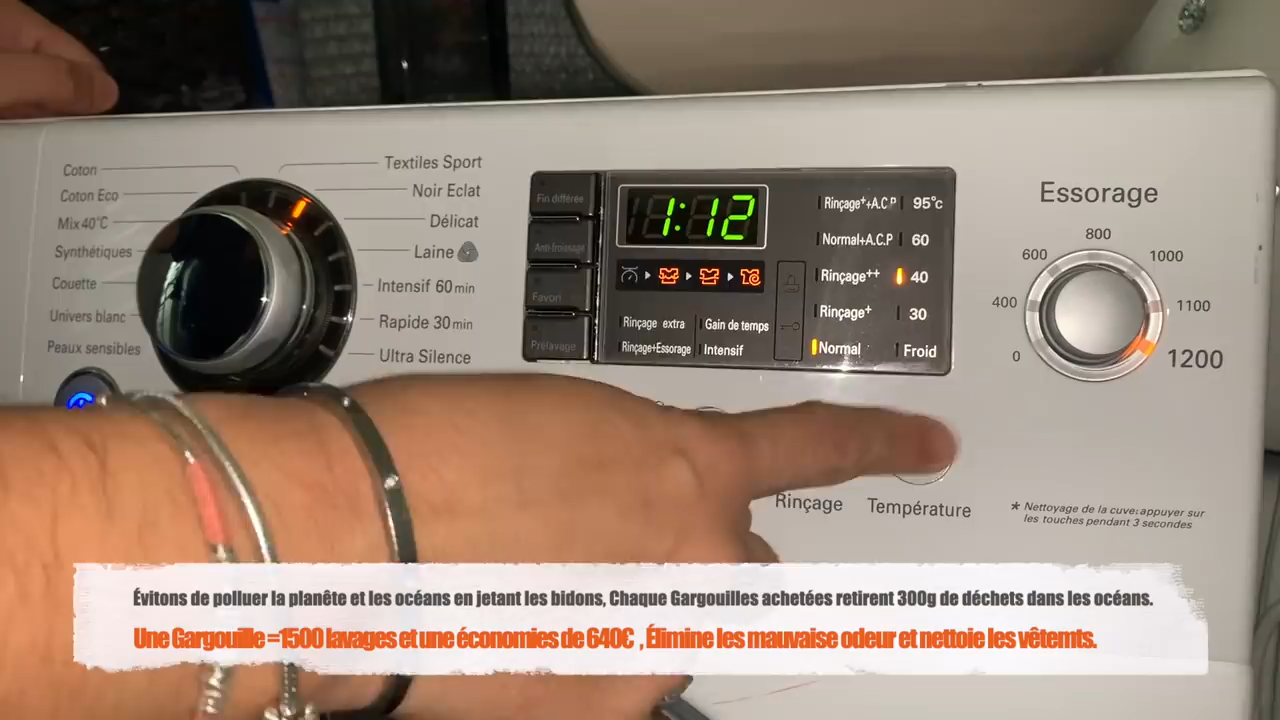 Coton
Coton Eco
Mix 40°C
Synthétiques
Couette
Univers blanc
Peaux sensibles
Textiles Sport
Noir Eclat
Délicat
Laine
Intensif 60 min
Rapide 30 min
Ultra Silence
Fin différée
Anti-froissage
Favori
Prélavage
1:12
Rinçage extra
Gain de temps
Rinçage+Essorage
Intensif
Rinçage⁺+A.C.P 95°c
Normal+A.C.P 60
Rinçage⁺⁺ 40
Rinçage⁺ 30
Normal Froid
Rinçage
Température
Essorage
0
400
600
800
1000
1100
1200
* Nettoyage de la cuve: appuyer sur
les touches pendant 3 secondes
Évitons de polluer la planête et les océans en jetant les bidons, Chaque Gargouilles achetées retirent 300g de déchets dans les océans.
Une Gargouille =1500 lavages et une économies de 640€ , Élimine les mauvaise odeur et nettoie les vêtemts.